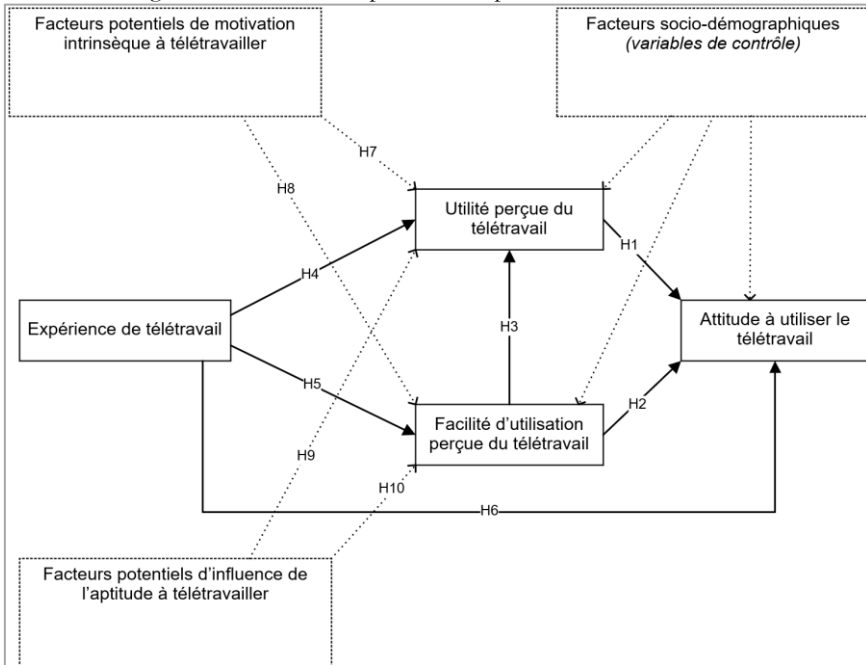 Facteurs potentiels de motivation
intrinsèque à télétravailler
Facteurs socio-démographiques
(variables de contrôle)
H7
H8
Utilité perçue du
télétravail
H1
H4
H3
Expérience de télétravail
Attitude à utiliser le
télétravail
H5
H2
Facilité d'utilisation
perçue du télétravail
H9
H10
H6
Facteurs potentiels d'influence de
l'aptitude à télétravailler